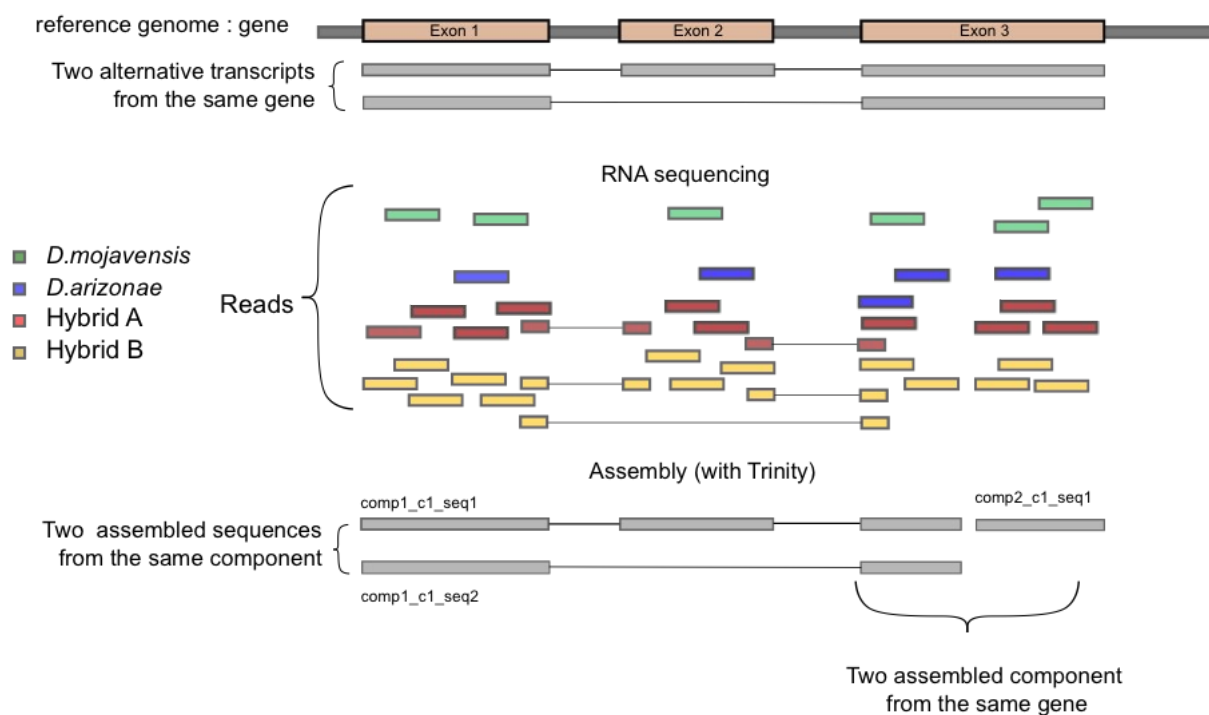 reference genome : gene
Exon 1
Exon 2
Exon 3
Two alternative transcripts
from the same gene
RNA sequencing
D.mojavensis
D.arizonae
Hybrid A
Hybrid B
Reads
Assembly (with Trinity)
comp1_c1_seq1
comp2_c1_seq1
Two assembled sequences
from the same component
comp1_c1_seq2
Two assembled component
from the same gene